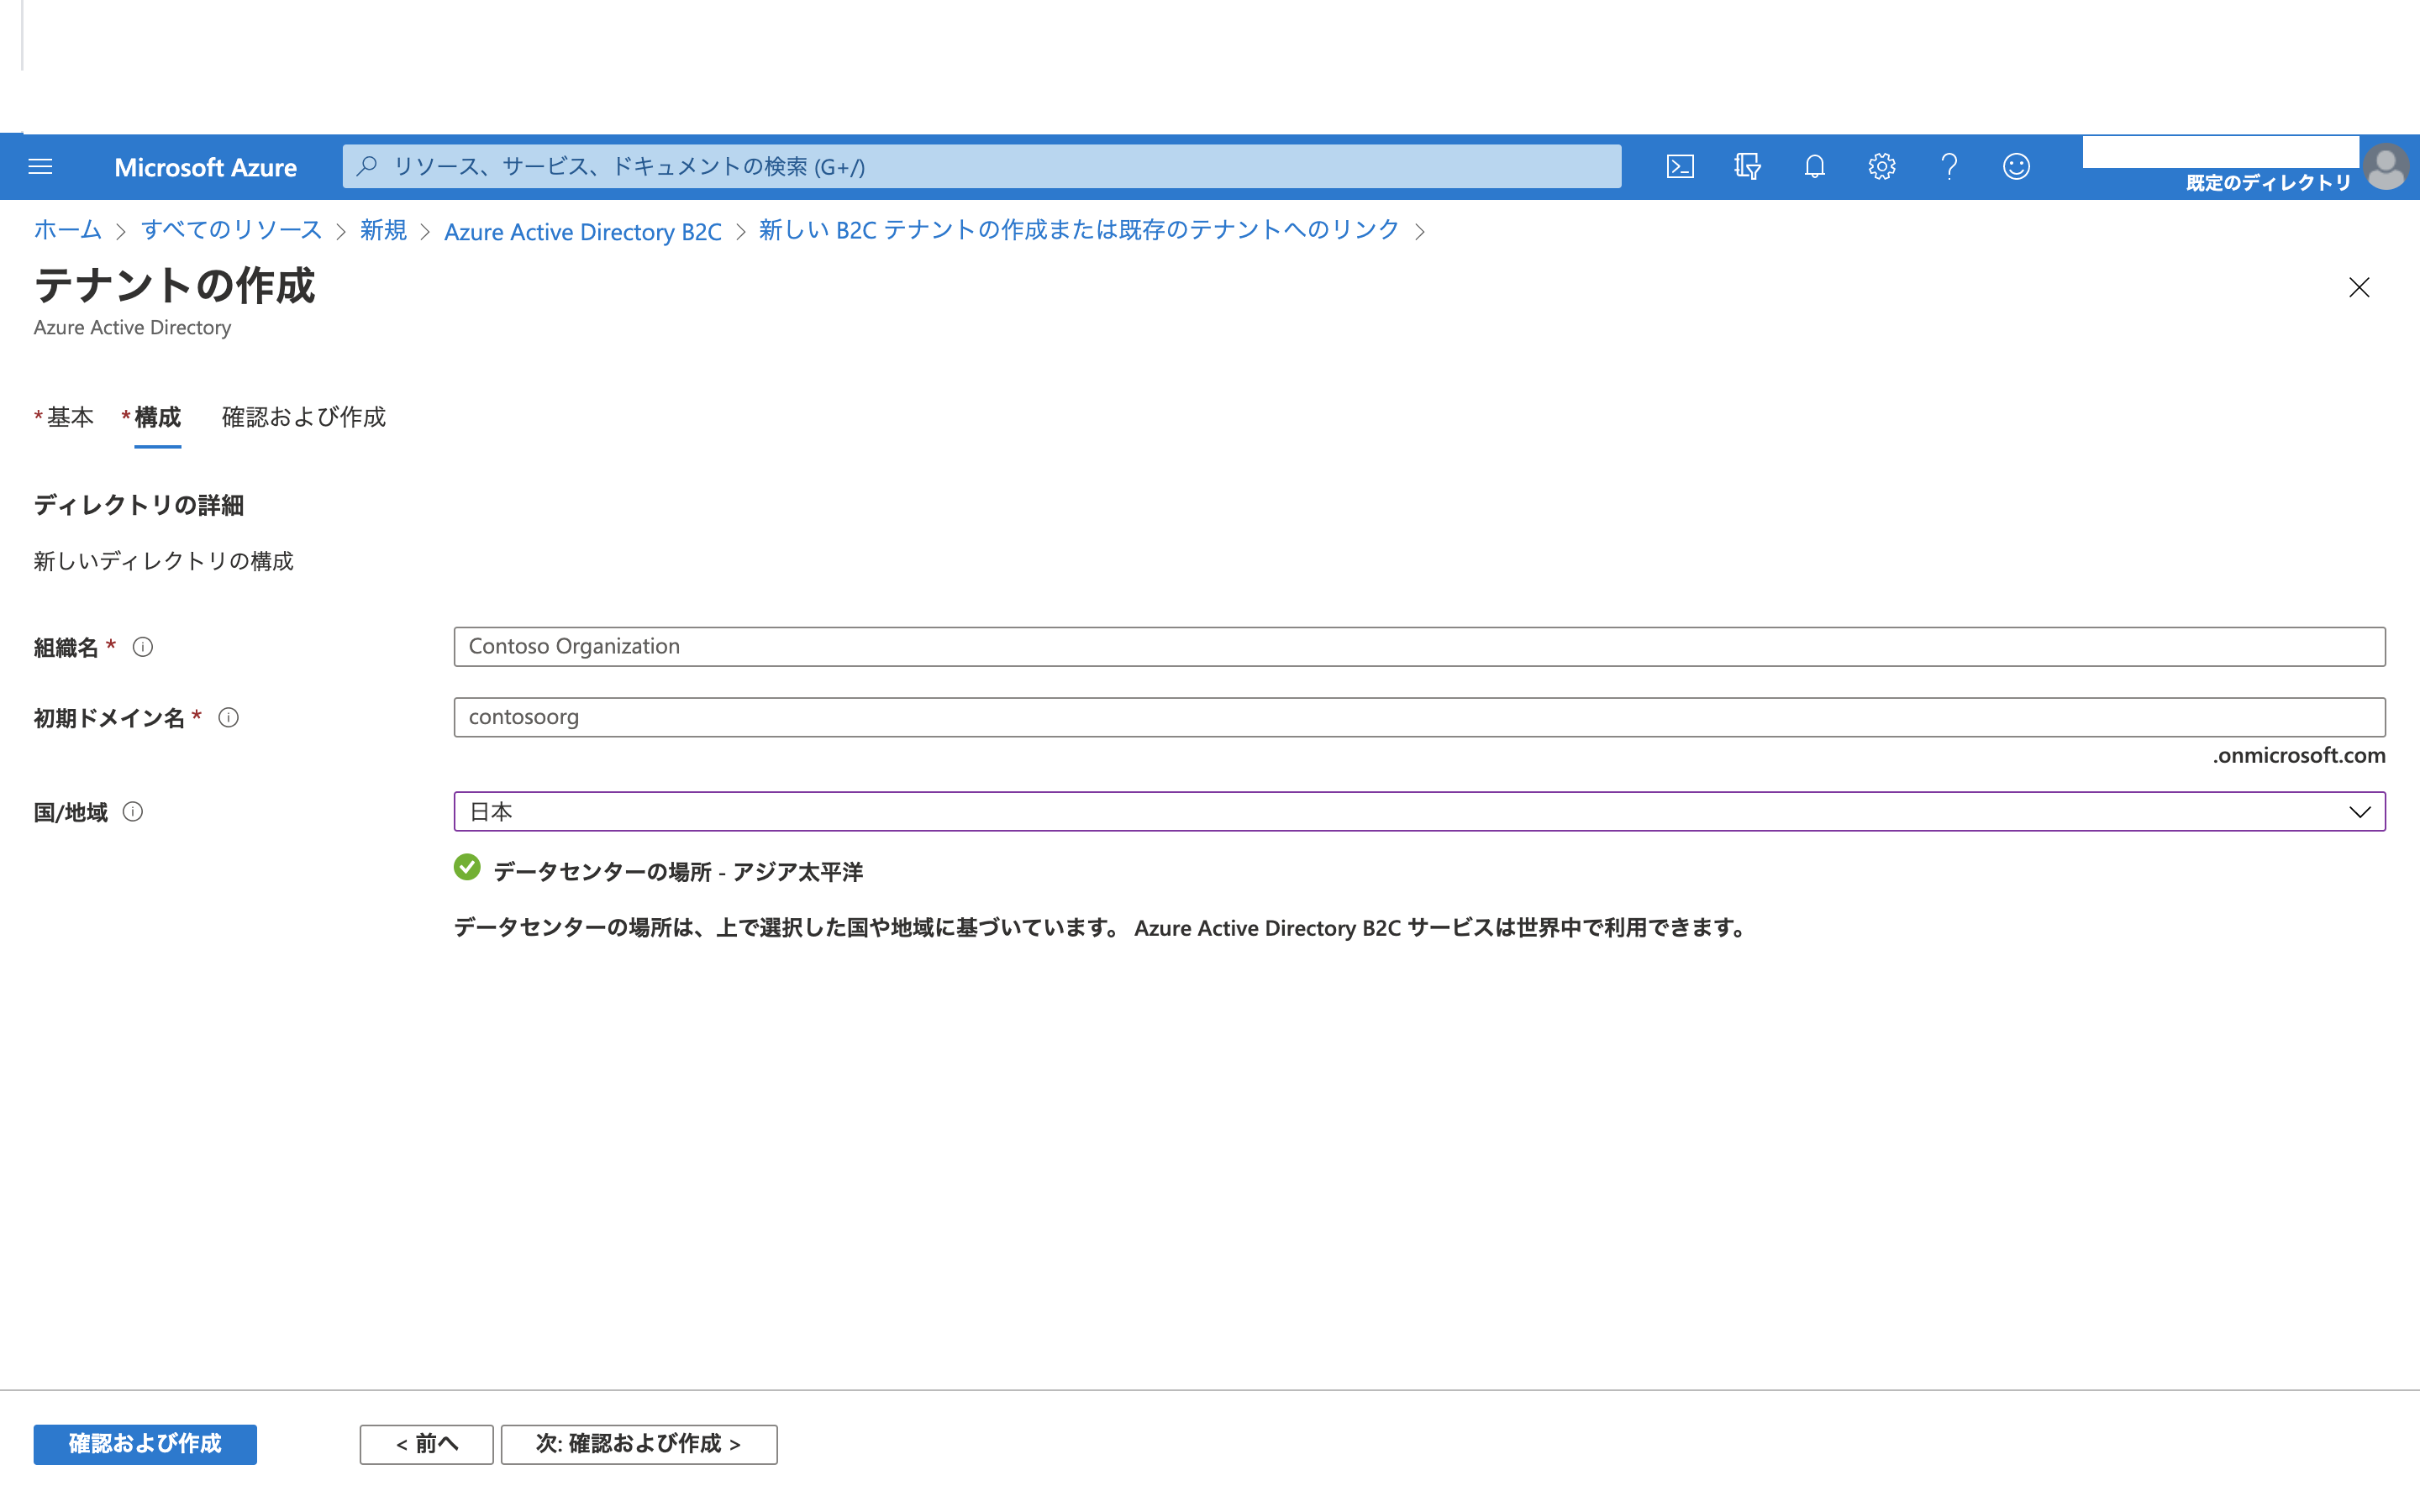 Microsoft Azure
リソース、サービス、ドキュメントの検索 (G+/)
既定のディレクトリ
ホーム > すべてのリソース > 新規 > Azure Active Directory B2C > 新しい B2C テナントの作成または既存のテナントへのリンク >
テナントの作成
Azure Active Directory
*基本 *構成 確認および作成
ディレクトリの詳細
新しいディレクトリの構成
組織名 *
Contoso Organization
初期ドメイン名 *
contosoorg
.onmicrosoft.com
国/地域
日本
データセンターの場所 - アジア太平洋
データセンターの場所は、上で選択した国や地域に基づいています。 Azure Active Directory B2C サービスは世界中で利用できます。
確認および作成
< 前へ
次: 確認および作成 >